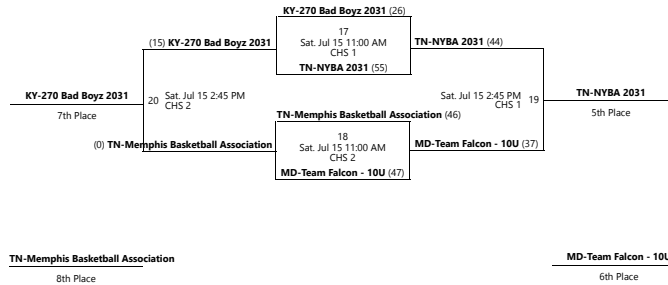 KY-270 Bad Boyz 2031 (26)
17
Sat. Jul 15 11:00 AM
CHS 1
TN-NYBA 2031 (55)
(15) KY-270 Bad Boyz 2031
TN-NYBA 2031 (44)
KY-270 Bad Boyz 2031
7th Place
20 Sat. Jul 15 2:45 PM
CHS 2
Sat. Jul 15 2:45 PM 19
CHS 1
TN-NYBA 2031
5th Place
TN-Memphis Basketball Association (46)
18
Sat. Jul 15 11:00 AM
CHS 2
MD-Team Falcon - 10U (47)
(0) TN-Memphis Basketball Association
MD-Team Falcon - 10U (37)
TN-Memphis Basketball Association
8th Place
MD-Team Falcon - 10U
6th Place